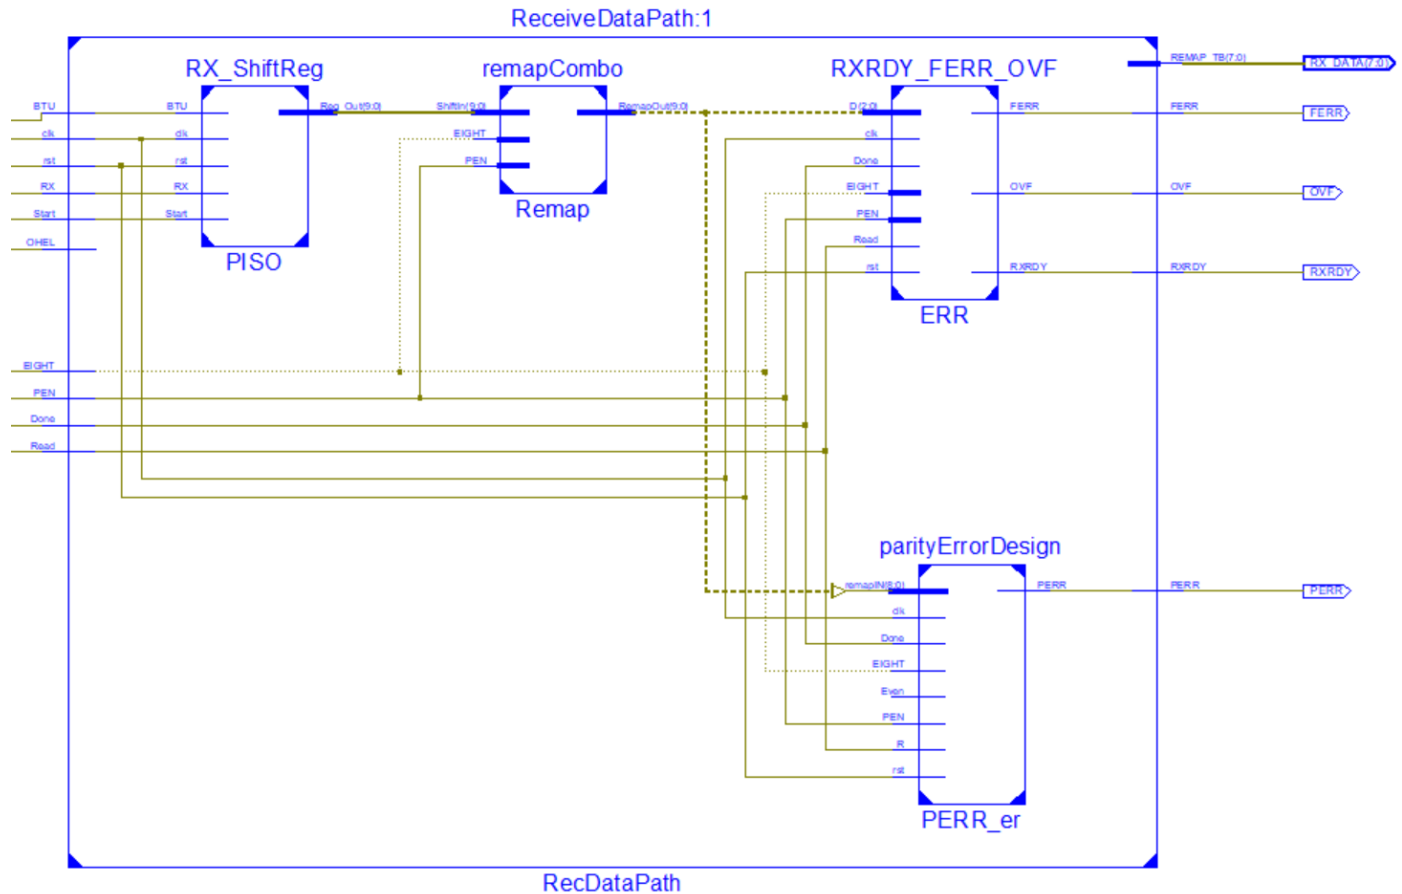 ReceiveDataPath:1
RX_ShiftReg
remapCombo
RXRDY_FERR_OVF
REMAP_TB(7:0)
RX_DATA(7:0)
BTU
BTU
Reg_Out(9:0)
ShiftIn(9:0)
RemapOut(9:0)
D(2:0)
FERR
FERR
FERR
clk
clk
EIGHT
clk
rst
rst
PEN
Done
RX
RX
EIGHT
OVF
OVF
OVF
Start
Start
Remap
PEN
OHEL
Read
PISO
rst
RXRDY
RXRDY
RXRDY
ERR
EIGHT
PEN
Done
Read
parityErrorDesign
remapIN(8:0)
PERR
PERR
PERR
clk
Done
EIGHT
Even
PEN
R
rst
PERR_er
RecDataPath